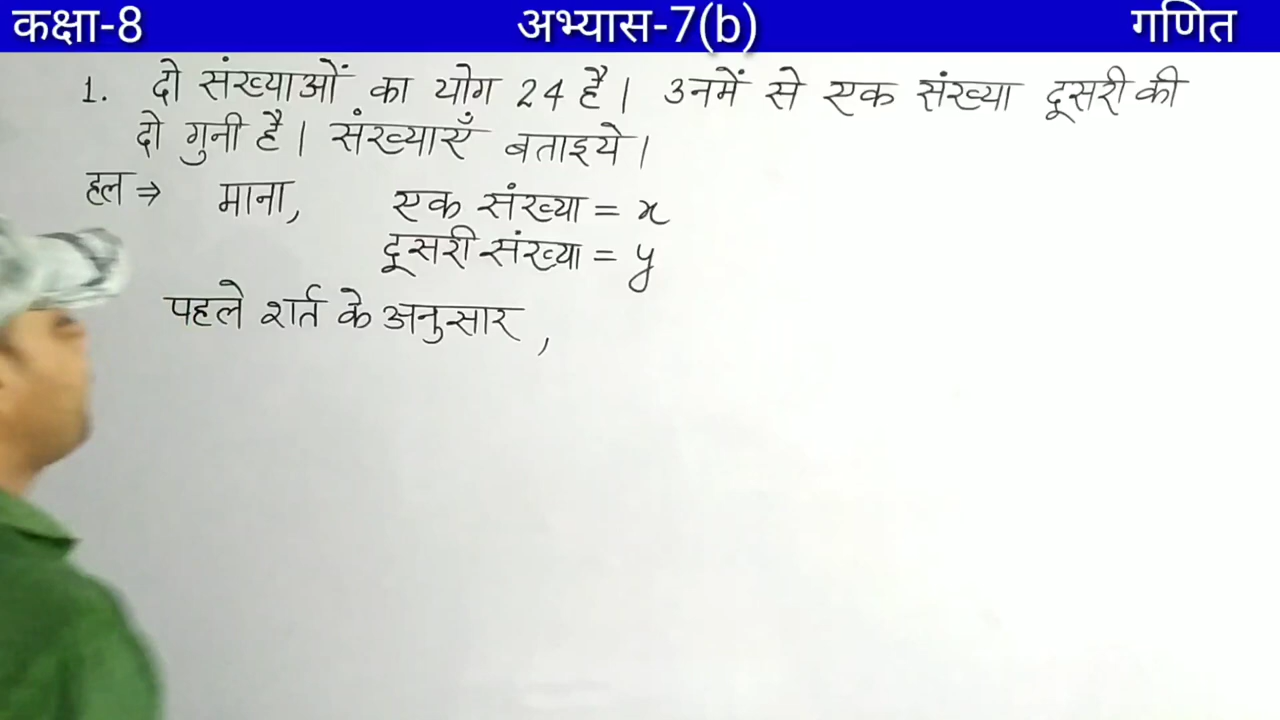 कक्षा-8 अभ्यास-7(b) गणित
1. दो संख्याओं का योग 24 है। उनमें से एक संख्या दूसरी की
दो गुनी है। संख्याएँ बताइये।
हल ⇒ माना, एक संख्या = x
दूसरी संख्या = y
पहले शर्त के अनुसार,